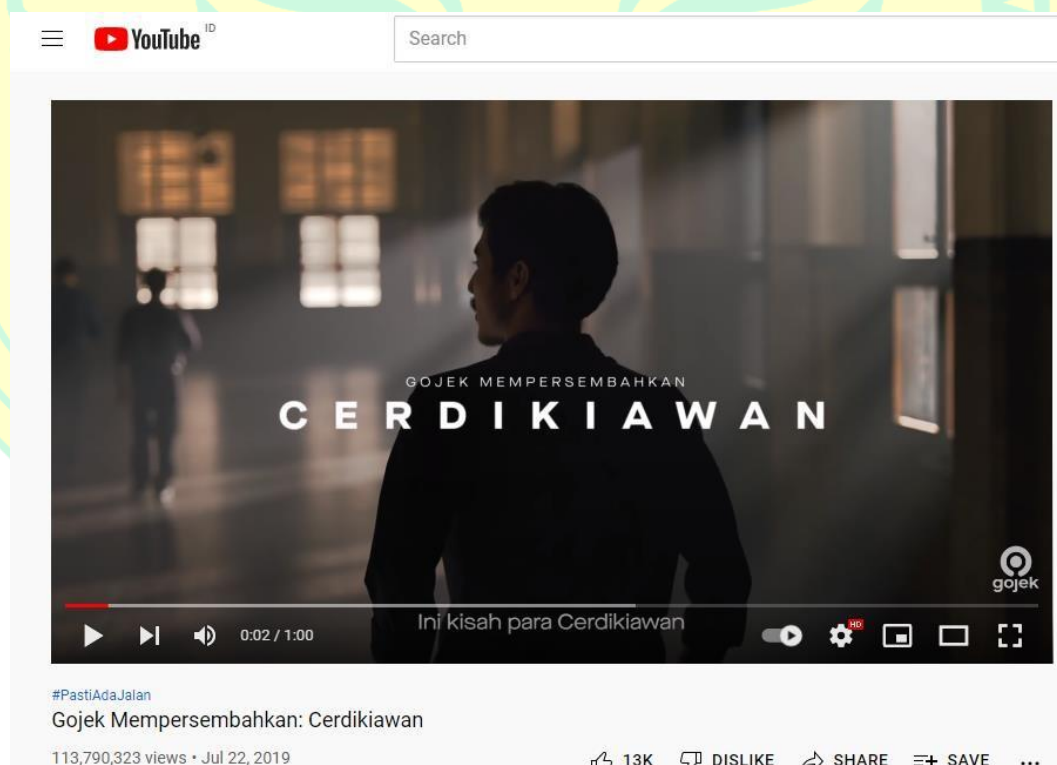 YouTube ID
Search
GOJEK MEMPERSEMBAHKAN
CERDIKIAWAN
gojek
Ini kisah para Cerdikiawan
0:02 / 1:00
HD
#PastiAdaJalan
Gojek Mempersembahkan: Cerdikiawan
113,790,323 views • Jul 22, 2019
13K DISLIKE SHARE SAVE